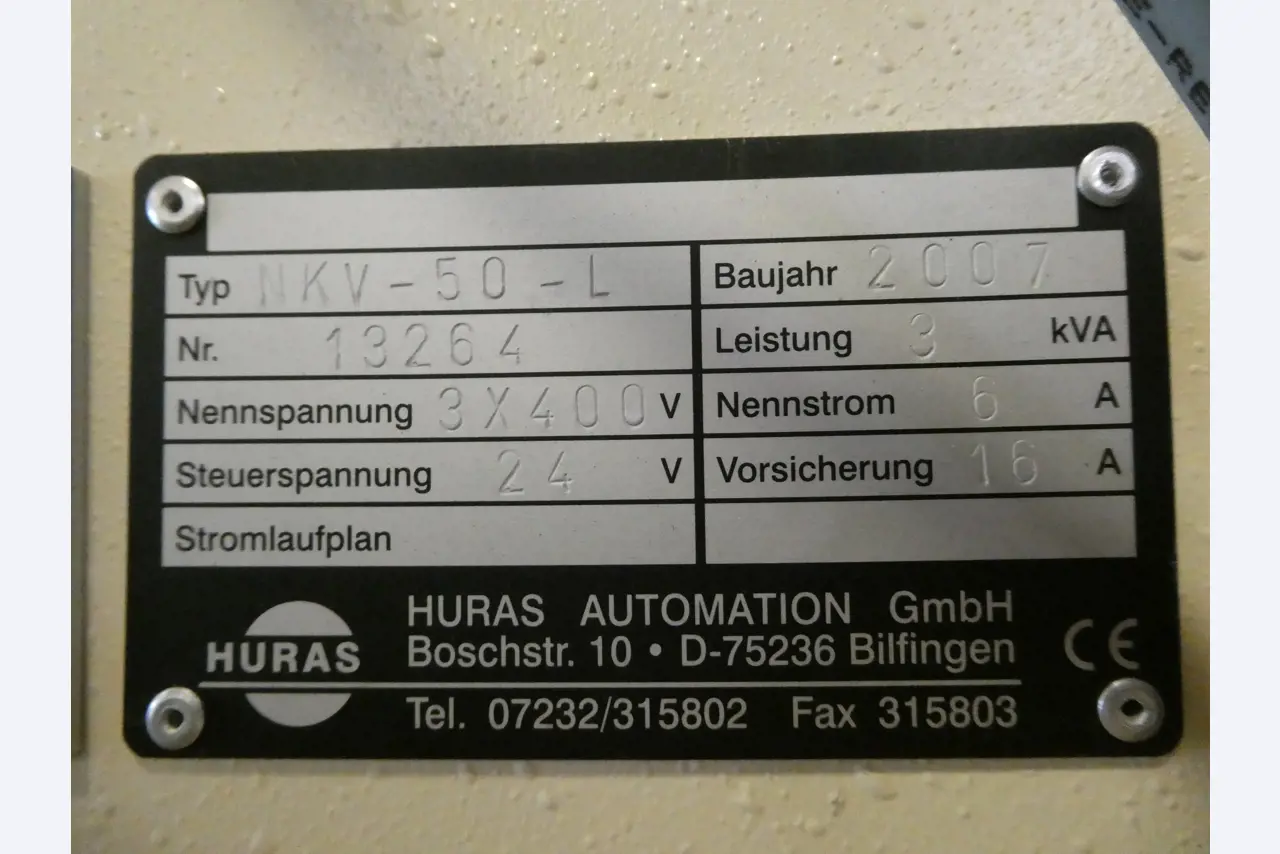 E-RE
Typ NKV-50-L
Baujahr 2007
Nr. 13264
Leistung 3 kVA
Nennspannung 3X400 V
Nennstrom 6 A
Steuerspannung 24 V
Vorsicherung 16 A
Stromlaufplan
HURAS
HURAS AUTOMATION GmbH
Boschstr. 10 • D-75236 Bilfingen
Tel. 07232/315802 Fax 315803
CE